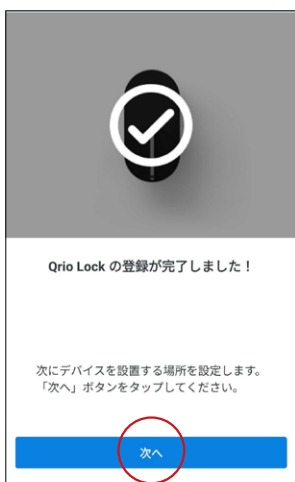 Qrio Lock の登録が完了しました！
次にデバイスを設置する場所を設定します。
「次へ」ボタンをタップしてください。
次へ